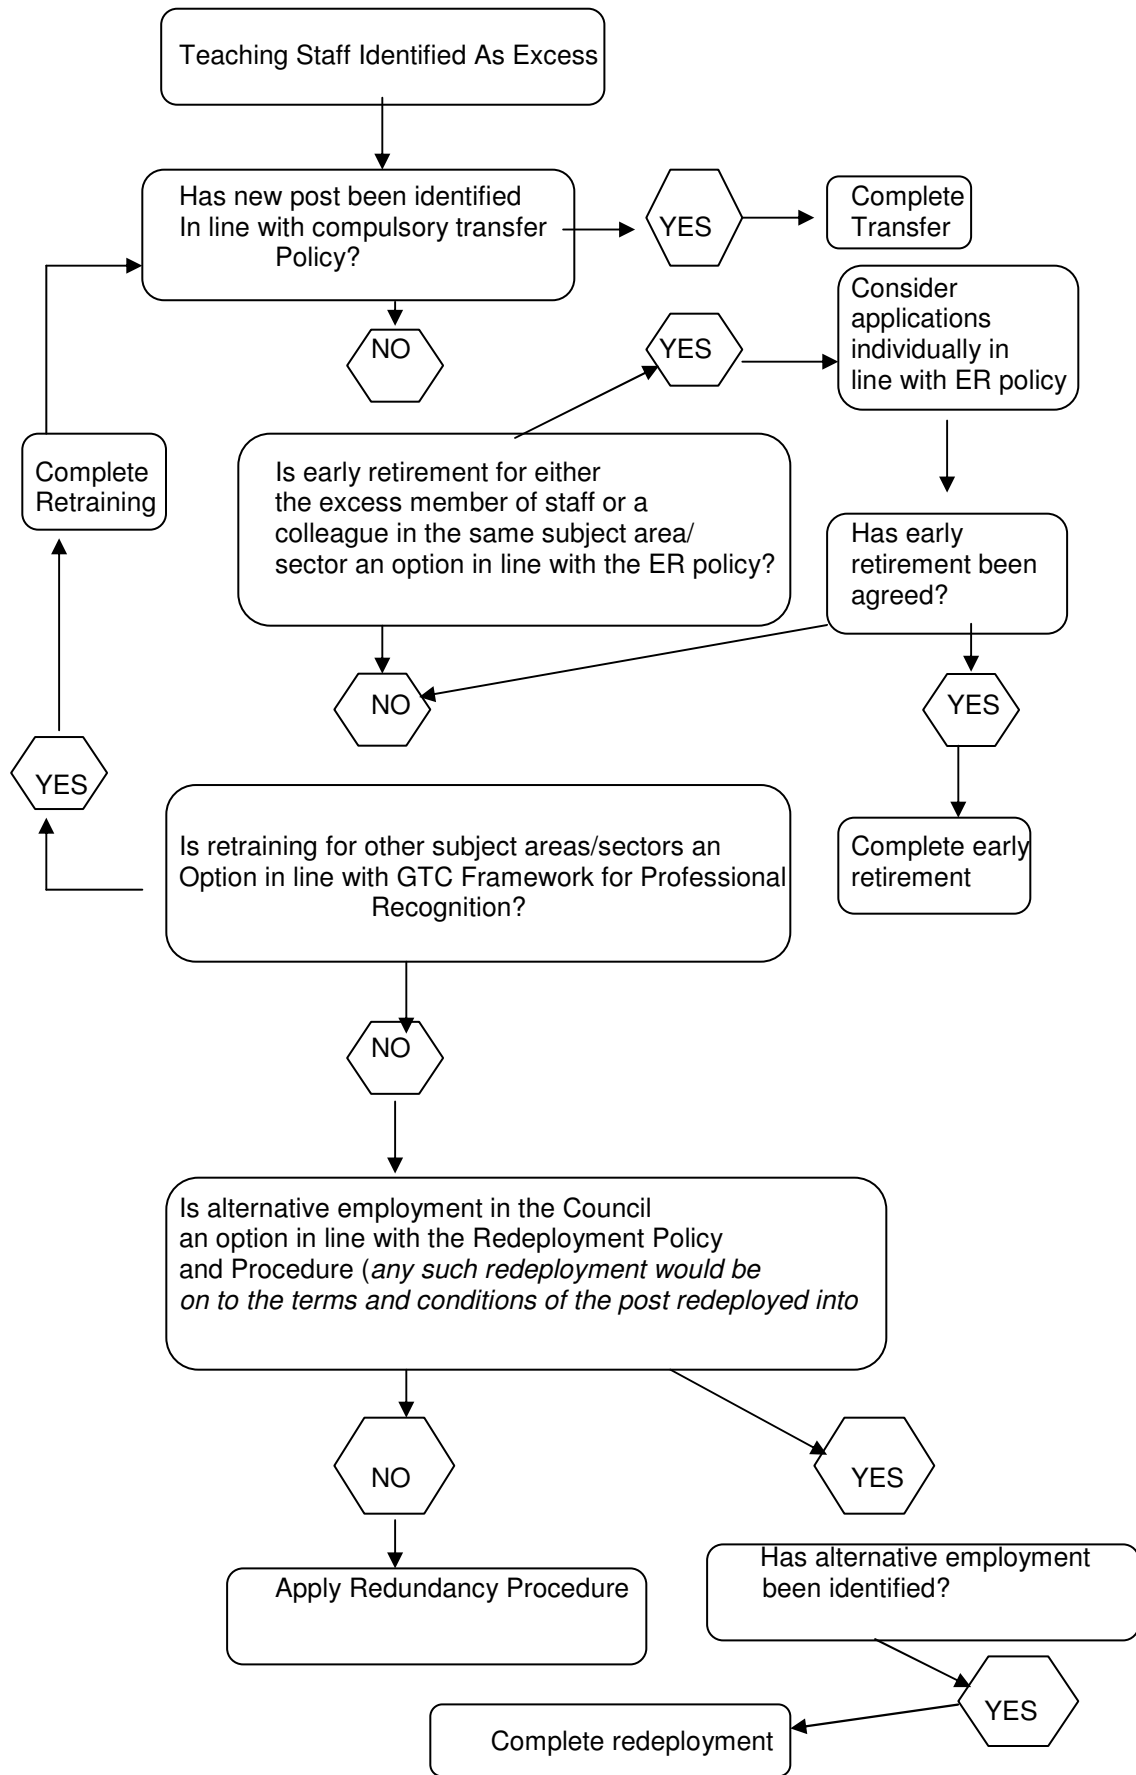 Teaching Staff Identified As Excess
Has new post been identified
In line with compulsory transfer
Policy?
YES
Complete
Transfer
NO
YES
Consider
applications
individually in
line with ER policy
Complete
Retraining
Is early retirement for either
the excess member of staff or a
colleague in the same subject area/
sector an option in line with the ER policy?
Has early
retirement been
agreed?
NO
YES
YES
Is retraining for other subject areas/sectors an
Option in line with GTC Framework for Professional
Recognition?
Complete early
retirement
NO
Is alternative employment in the Council
an option in line with the Redeployment Policy
and Procedure (any such redeployment would be
on to the terms and conditions of the post redeployed into
NO
YES
Apply Redundancy Procedure
Has alternative employment
been identified?
YES
Complete redeployment